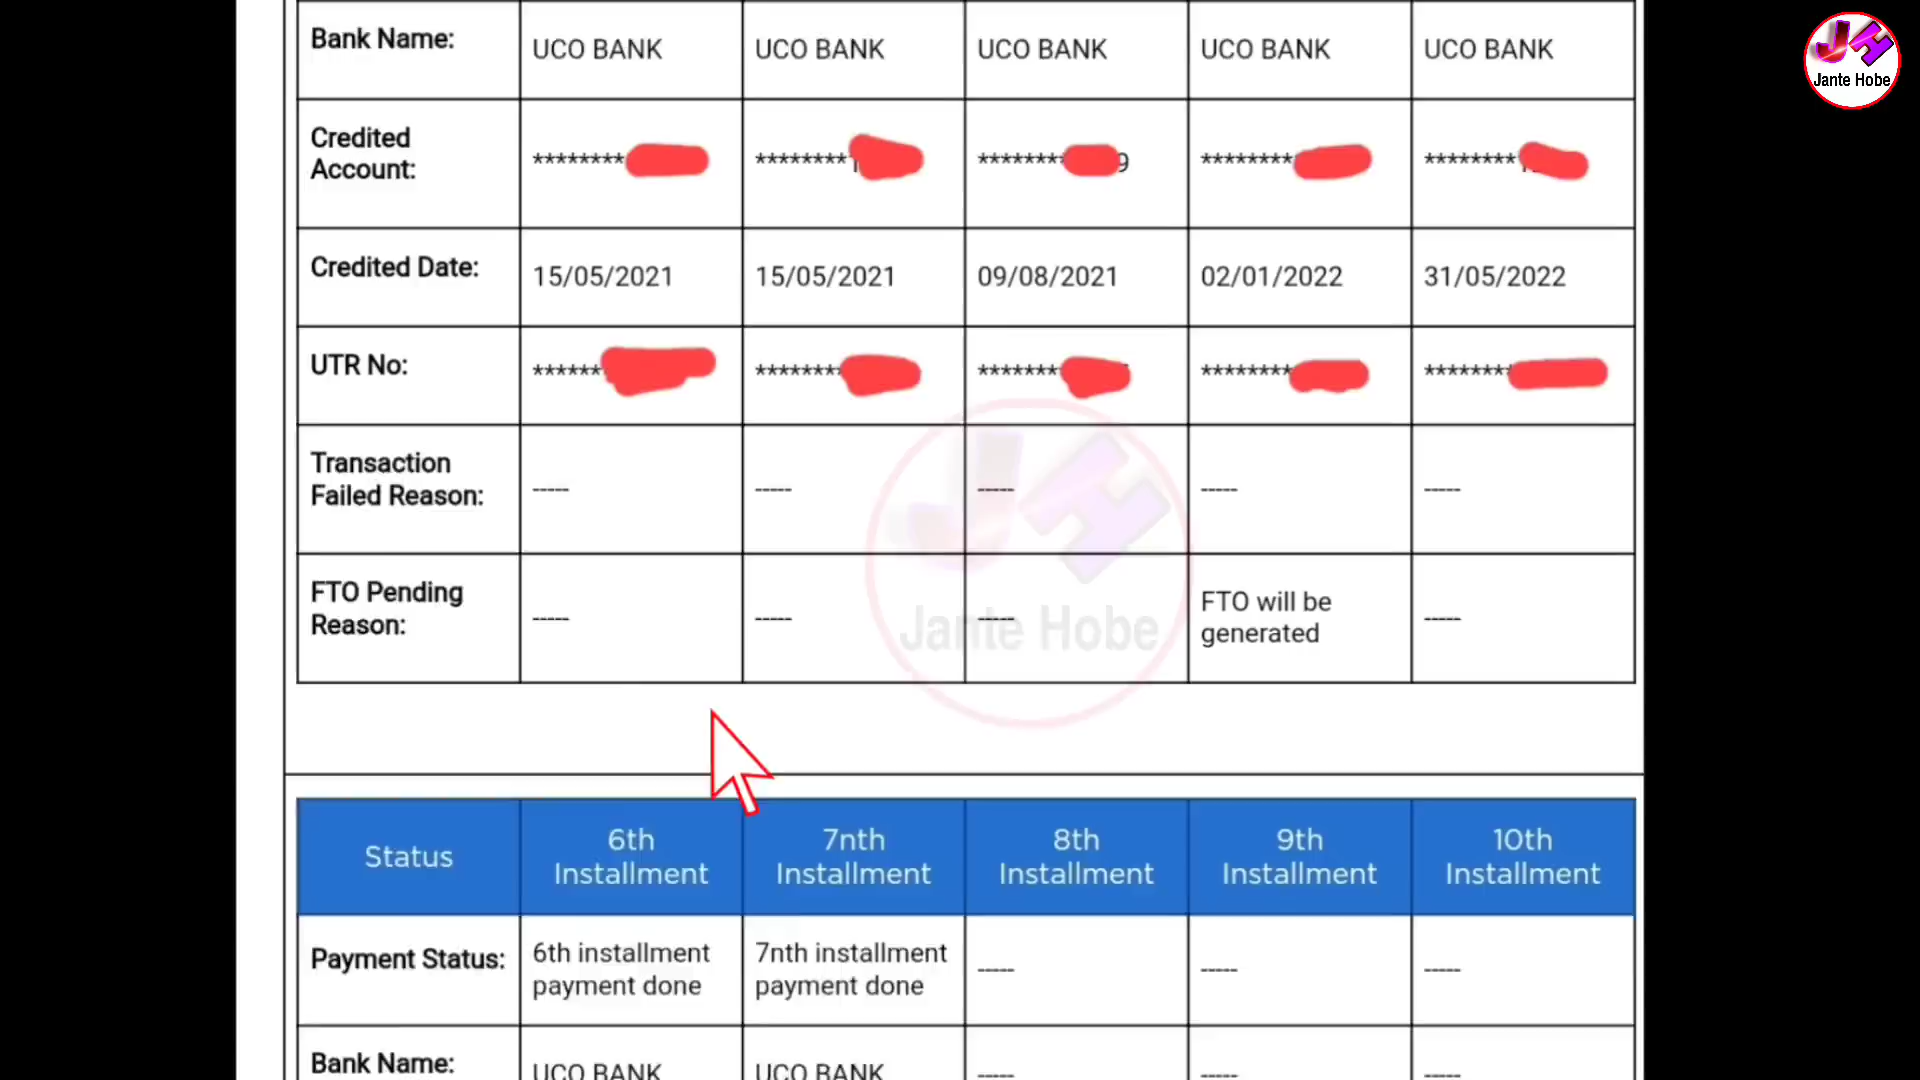 Bank Name: UCO BANK UCO BANK UCO BANK UCO BANK UCO BANK
Credited
Account: ******** ******** ******* 9 ******** ********
Credited Date: 15/05/2021 15/05/2021 09/08/2021 02/01/2022 31/05/2022
UTR No: ****** ******** ******* ******** ********
Transaction
Failed Reason: ----- ----- ----- ----- -----
FTO Pending
Reason: ----- ----- ----- FTO will be
generated -----
Jante Hobe
Status 6th
Installment 7nth
Installment 8th
Installment 9th
Installment 10th
Installment
Payment Status: 6th installment
payment done 7nth installment
payment done ----- ----- -----
Bank Name: UCO BANK UCO BANK ----- ----- -----
JH
Jante Hobe